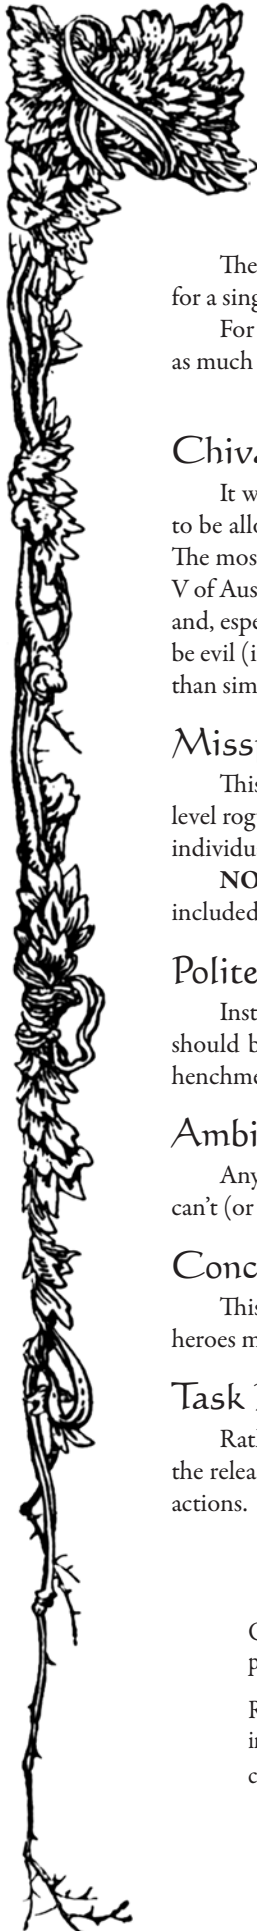 The
for a sing
For
as much
Chiva
It w
to be allo
The mos
V of Aus
and, espe
be evil (i
than sim
Missi
This
level rog
individu
NO
included
Polite
Inst
should b
henchme
Ambi
Any
can’t (or
Conc
This
heroes m
Task
Rath
the relea
actions.
p
R
in
c